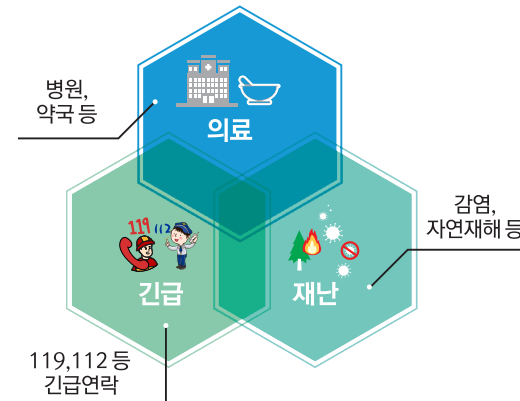 병원,
약국 등
의료
감염,
자연재해 등
119 112
긴급
재난
119,112 등
긴급연락